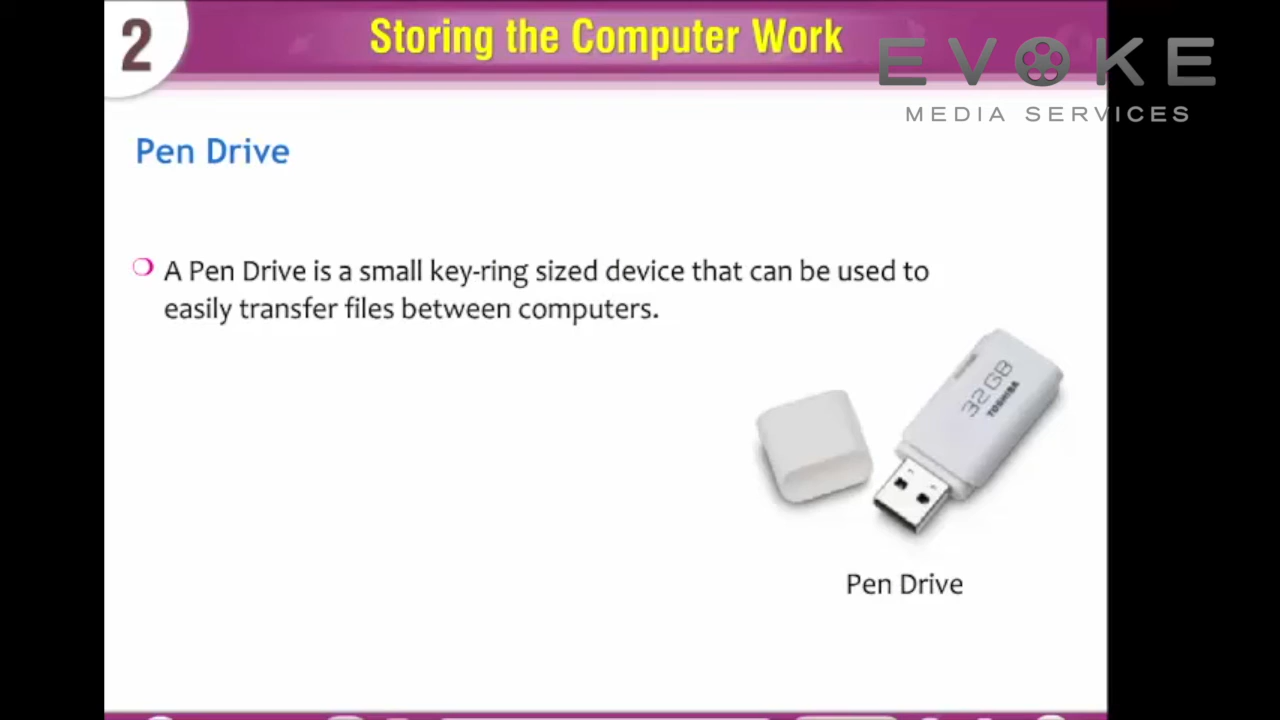 2
Storing the Computer Work
EVOKE
MEDIA SERVICES
Pen Drive
A Pen Drive is a small key-ring sized device that can be used to
easily transfer files between computers.
32GB
TOSHIBA
Pen Drive